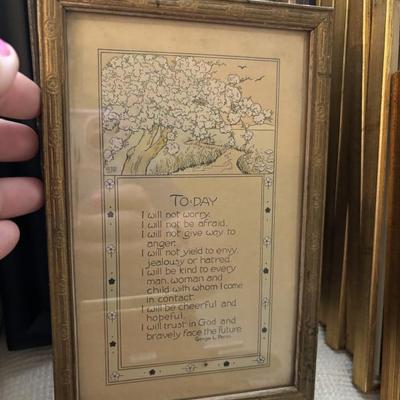 TO·DAY
I will not worry.
I will not be afraid.
I will not give way to
anger.
I will not yield to envy,
jealousy or hatred.
I will be kind to every
man, woman and
child with whom I come
in contact.
I will be cheerful and
hopeful.
I will trust in God and
bravely face the future.
George L. Perin